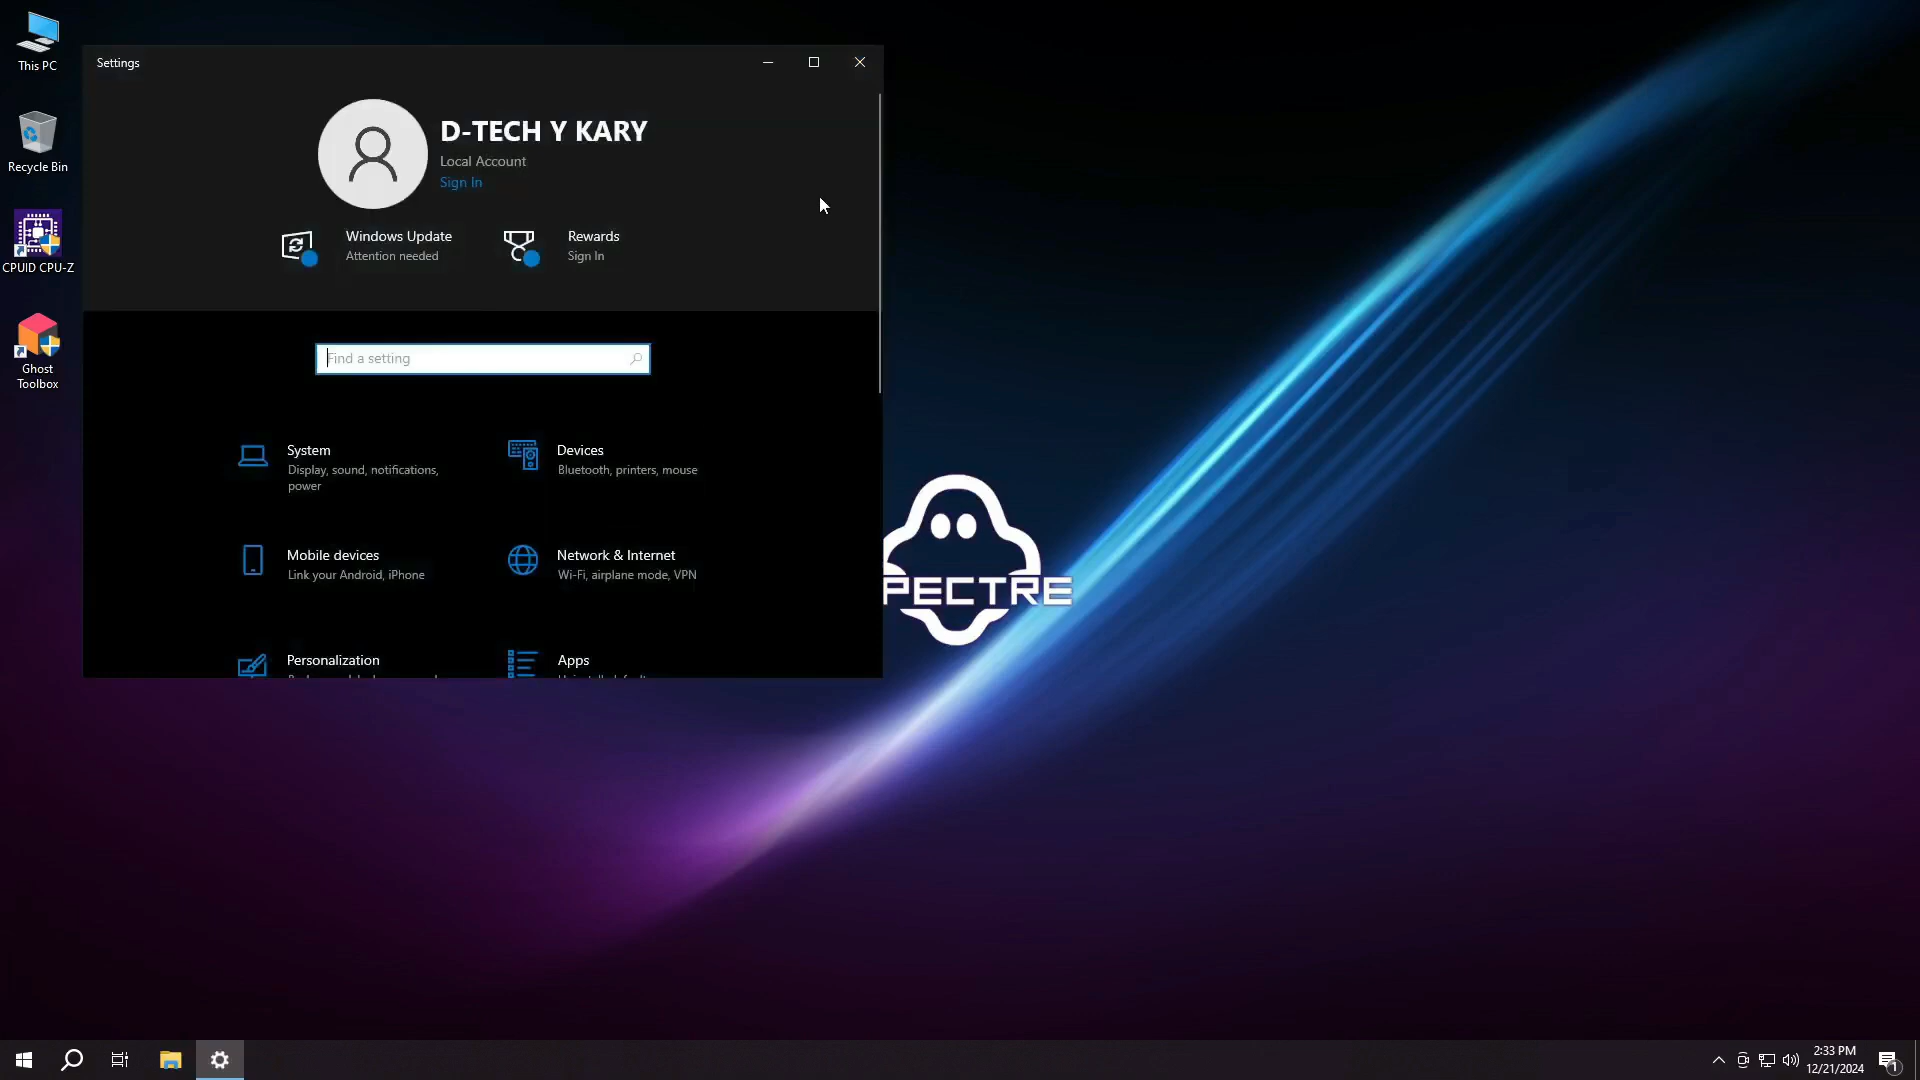 This PC
Recycle Bin
CPUID CPU-Z
Ghost
Toolbox
Settings
D-TECH Y KARY
Local Account
Sign In
Windows Update
Attention needed
Rewards
Sign In
Find a setting
System
Display, sound, notifications,
power
Devices
Bluetooth, printers, mouse
Mobile devices
Link your Android, iPhone
Network & Internet
Wi-Fi, airplane mode, VPN
Personalization
Apps
PECTRE
2:33 PM
12/21/2024
1